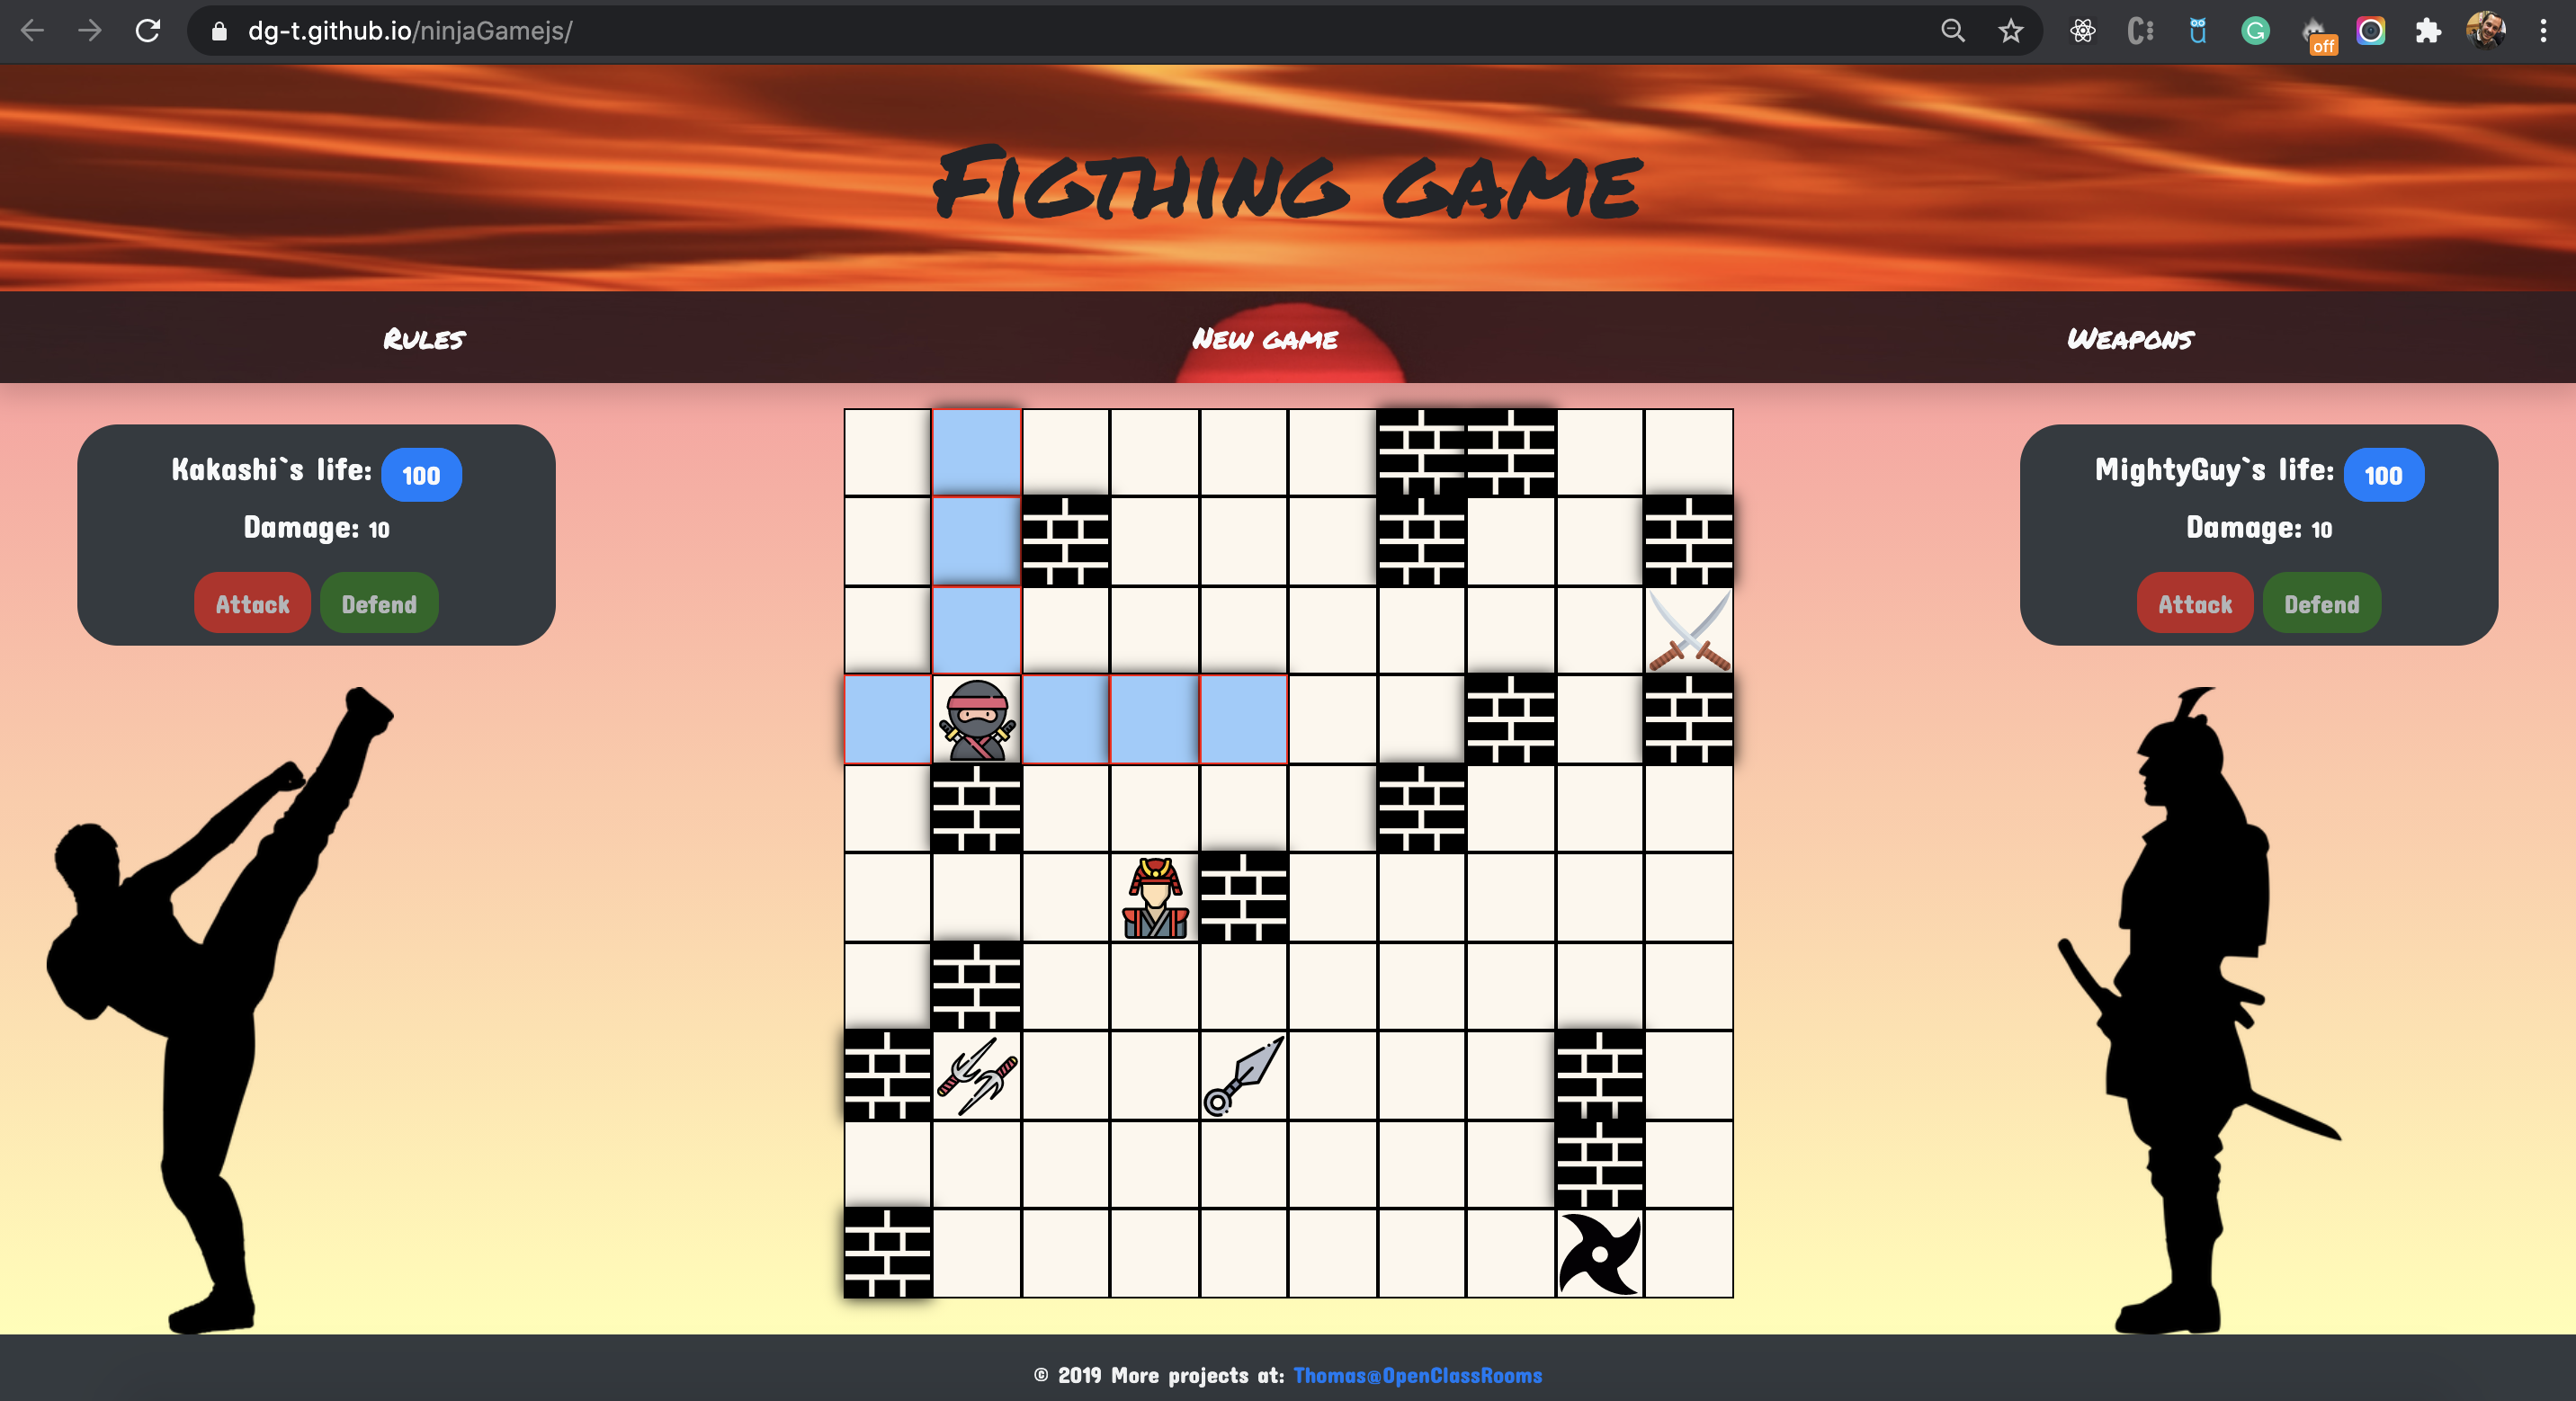 dg-t.github.io/ninjaGamejs/
off
Figthing game
Rules
New game
Weapons
Kakashi`s life: 100
Damage: 10
Attack Defend
MightyGuy`s life: 100
Damage: 10
Attack Defend
© 2019 More projects at: Thomas@OpenClassRooms